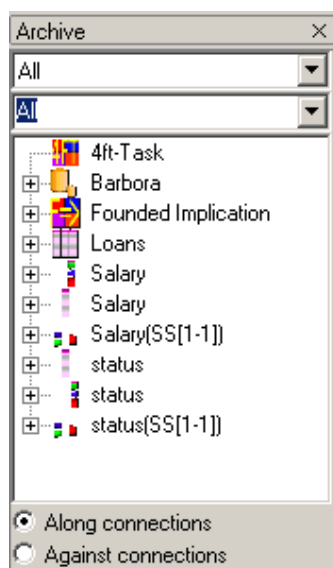 Archive
All
All
4ft-Task
Barbora
Founded Implication
Loans
Salary
Salary
Salary(SS[1-1])
status
status
status(SS[1-1])
Along connections
Against connections